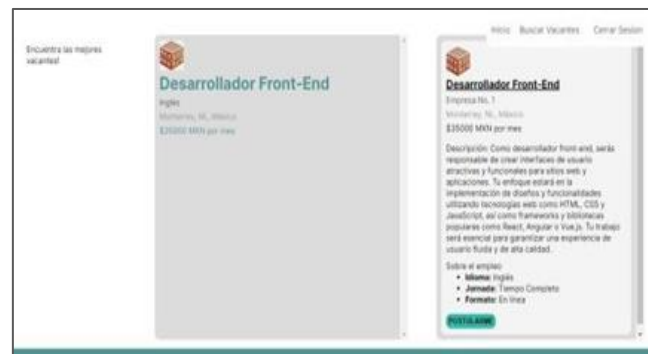 Inicio Buscar Vacantes Cerrar Sesion
Encuentra las mejores
vacantes!
Desarrollador Front-End
Inglés
Monterrey, NL, México
$35000 MXN por mes
Desarrollador Front-End
Empresa No. 1
Monterrey, NL, México
$35000 MXN por mes
Descripción: Como desarrollador front-end, serás
responsable de crear interfaces de usuario
atractivas y funcionales para sitios web y
aplicaciones. Tu enfoque estará en la
implementación de diseños y funcionalidades
utilizando tecnologías web como HTML, CSS y
JavaScript, así como frameworks y bibliotecas
populares como React, Angular o Vue.js. Tu trabajo
será esencial para garantizar una experiencia de
usuario fluida y de alta calidad.
Sobre el empleo
• Idioma: Inglés
• Jornada: Tiempo Completo
• Formato: En línea
POSTULARME